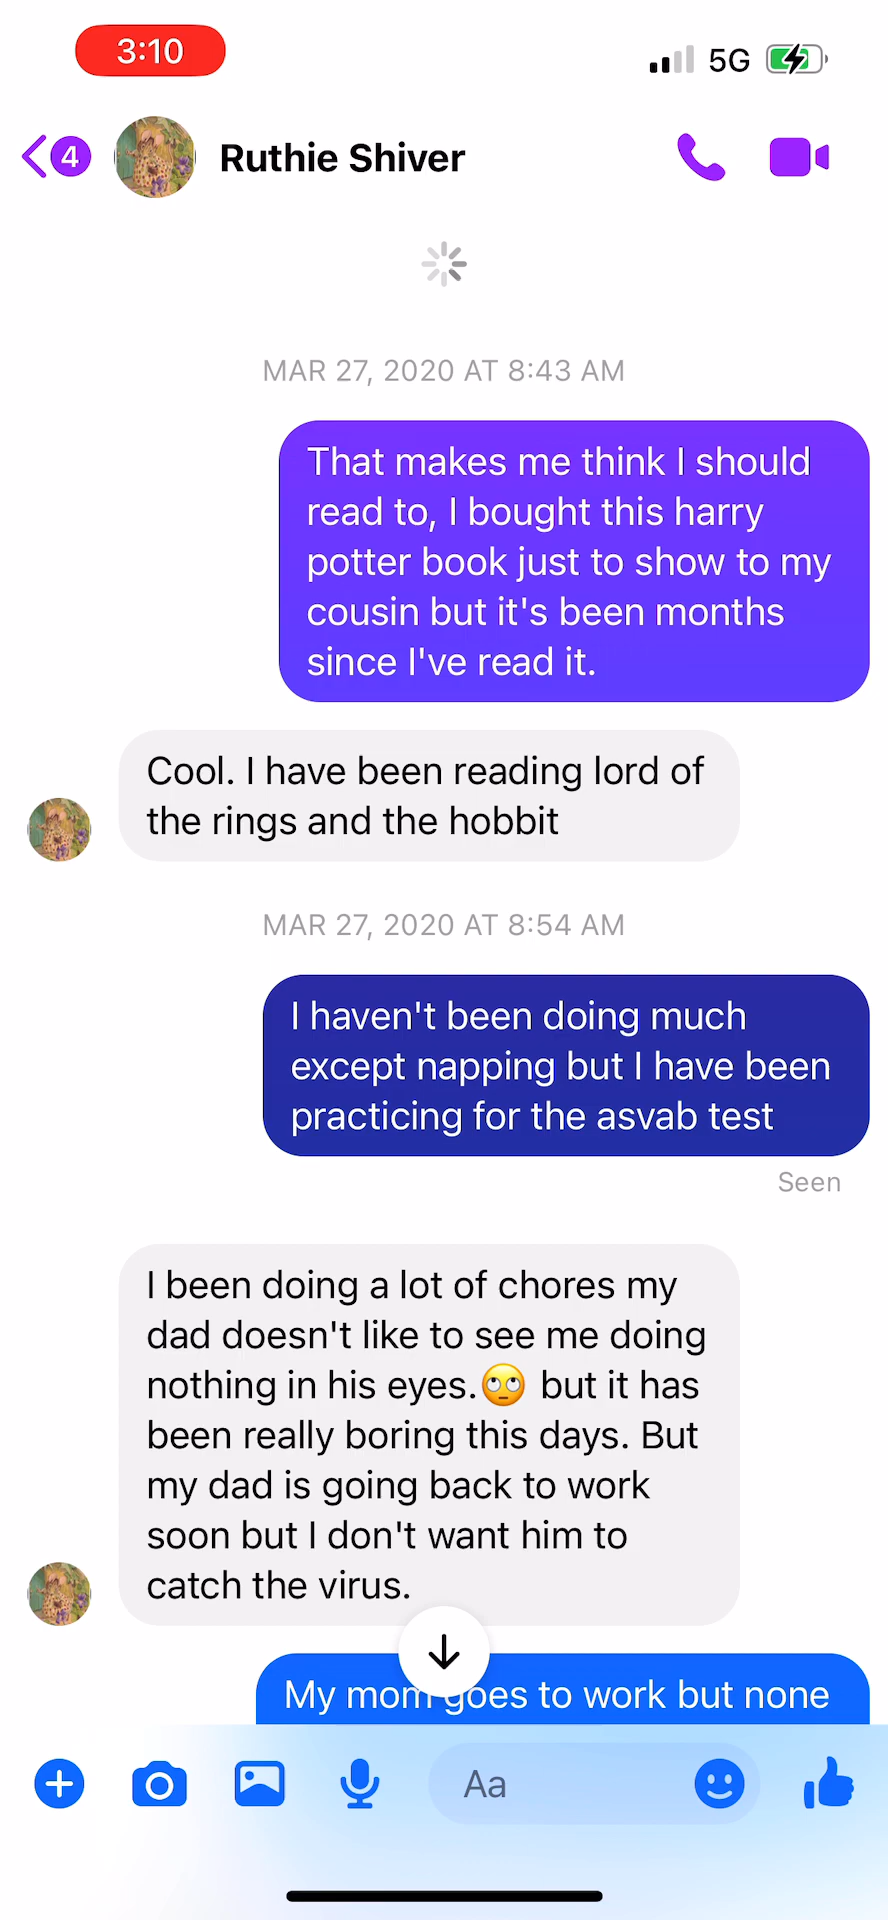 3:10
5G
4
Ruthie Shiver
MAR 27, 2020 AT 8:43 AM
That makes me think I should
read to, I bought this harry
potter book just to show to my
cousin but it's been months
since I've read it.
Cool. I have been reading lord of
the rings and the hobbit
MAR 27, 2020 AT 8:54 AM
I haven't been doing much
except napping but I have been
practicing for the asvab test
Seen
I been doing a lot of chores my
dad doesn't like to see me doing
nothing in his eyes.🙄 but it has
been really boring this days. But
my dad is going back to work
soon but I don't want him to
catch the virus.
My mom goes to work but none
Aa